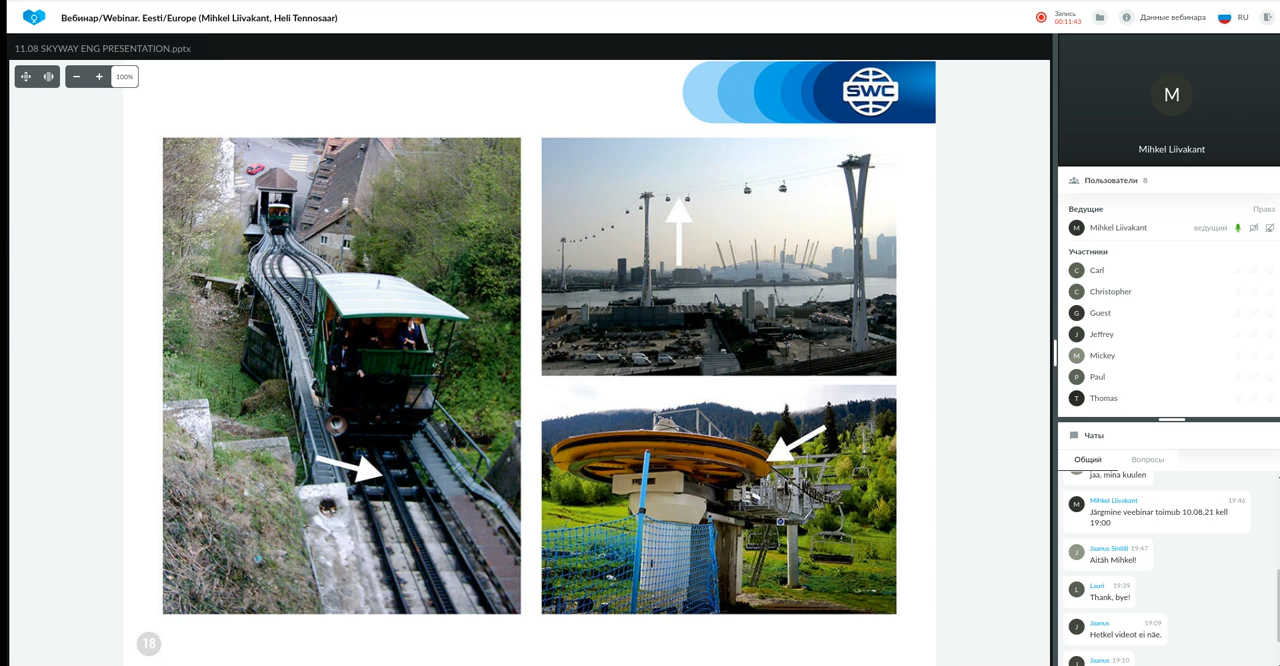 Вебинар/Webinar. Eesti/Europe (Mihkel Liivakant, Heli Tennosaar)
Запись
00:11:43
Данные вебинара
RU
11.08 SKYWAY ENG PRESENTATION.pptx
100%
SWC
18
M
Mihkel Liivakant
Пользователи 8
Ведущие Права
M Mihkel Liivakant ведущий
Участники
C Carl
C Christopher
G Guest
J Jeffrey
M Mickey
P Paul
T Thomas
Чаты
Общий Вопросы
jaa, mina kuulen
M Mihkel Liivakant 19:46
Järgmine veebinar toimub 10.08.21 kell
19:00
J Jaanus Sinilill 19:47
Aitäh Mihkel!
L Lauri 19:39
Thank, bye!
J Jaanus 19:09
Hetkel videot ei näe.
J Jaanus 19:10